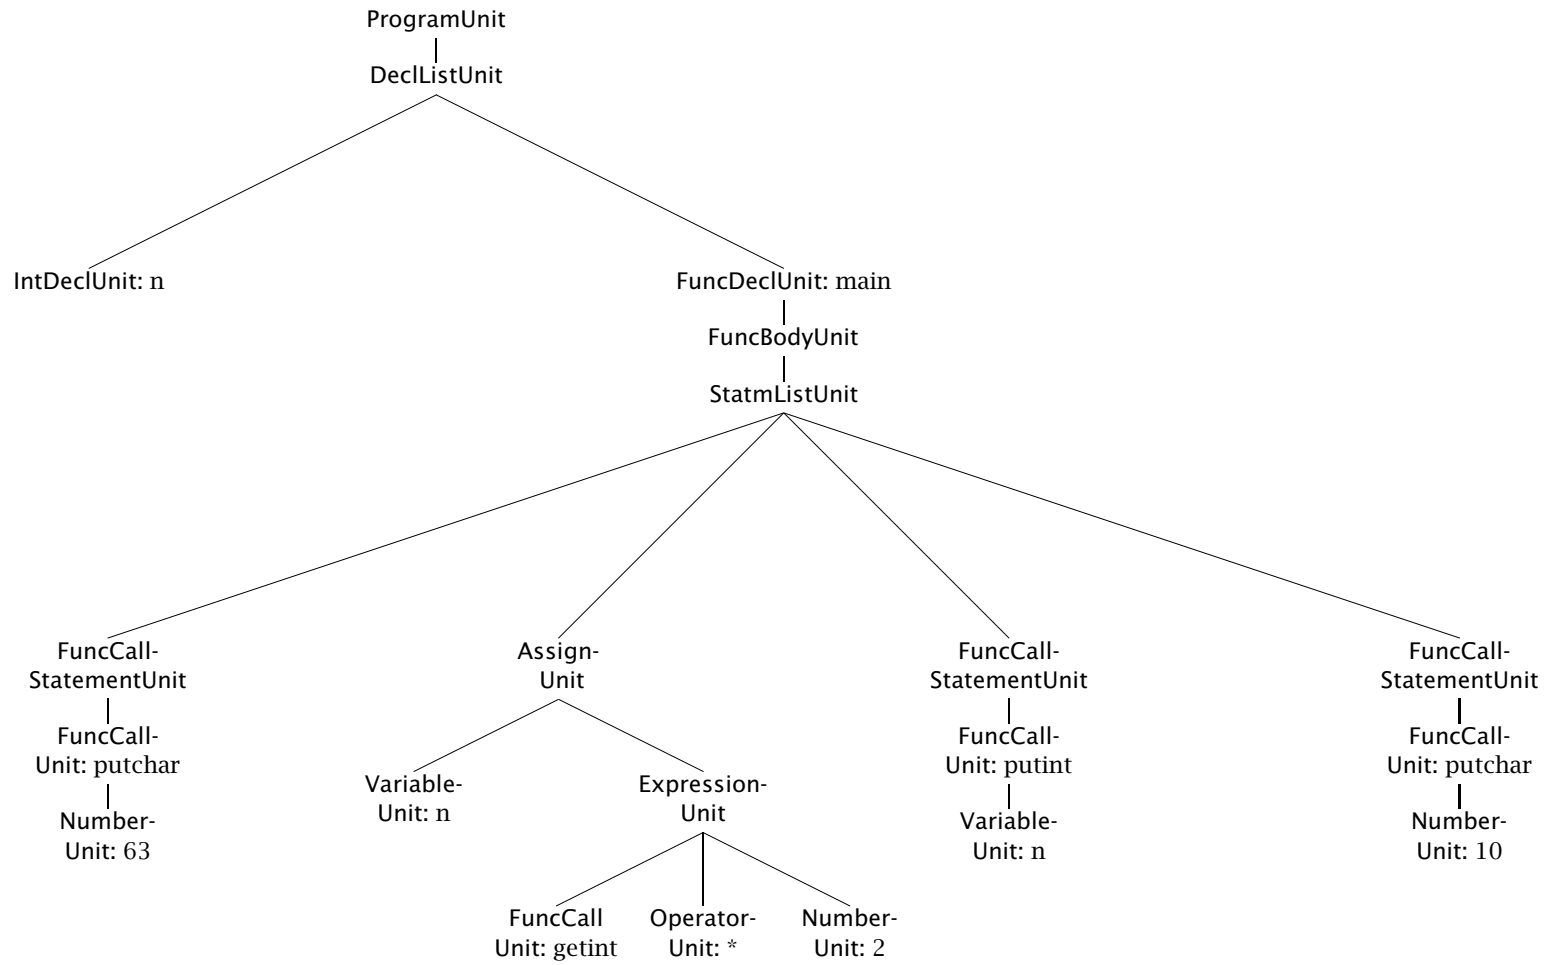 ProgramUnit
DeclListUnit
IntDeclUnit: n
FuncDeclUnit: main
FuncBodyUnit
StatmListUnit
FuncCall-
StatementUnit
Assign-
Unit
FuncCall-
StatementUnit
FuncCall-
StatementUnit
FuncCall-
Unit: putchar
FuncCall-
Unit: putint
FuncCall-
Unit: putchar
Variable-
Unit: n
Expression-
Unit
Number-
Unit: 63
Variable-
Unit: n
Number-
Unit: 10
FuncCall
Unit: getint
Operator-
Unit: *
Number-
Unit: 2